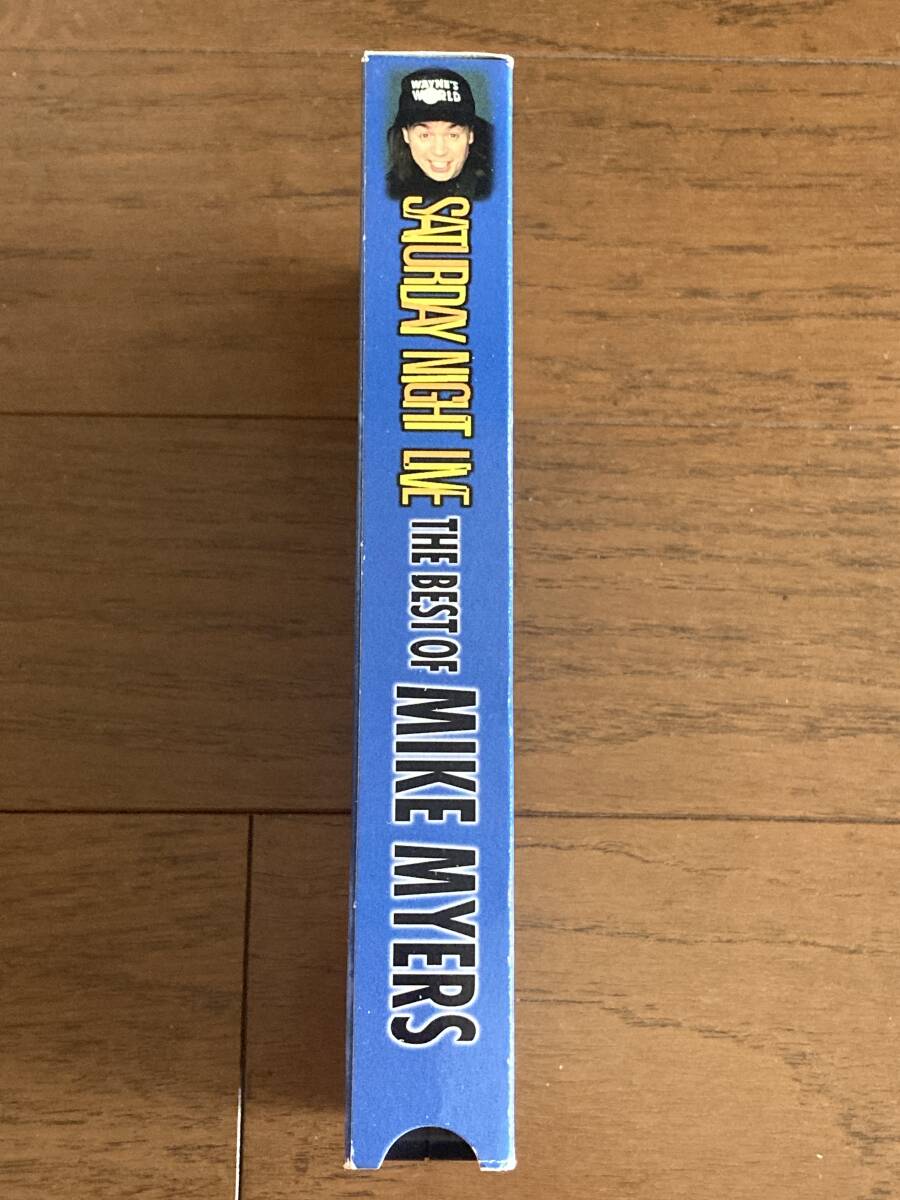 WAYNE'S
WORLD
SATURDAY NIGHT LIVE
THE BEST OF MIKE MYERS